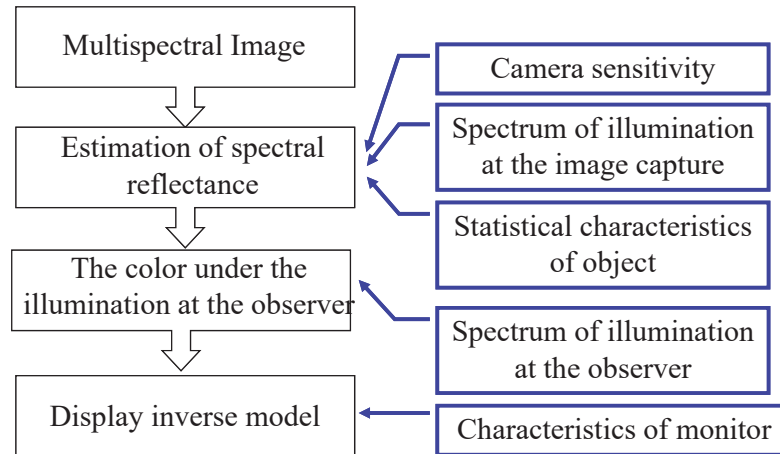 Multispectral Image
Estimation of spectral
reflectance
The color under the
illumination at the observer
Display inverse model
Camera sensitivity
Spectrum of illumination
at the image capture
Statistical characteristics
of object
Spectrum of illumination
at the observer
Characteristics of monitor